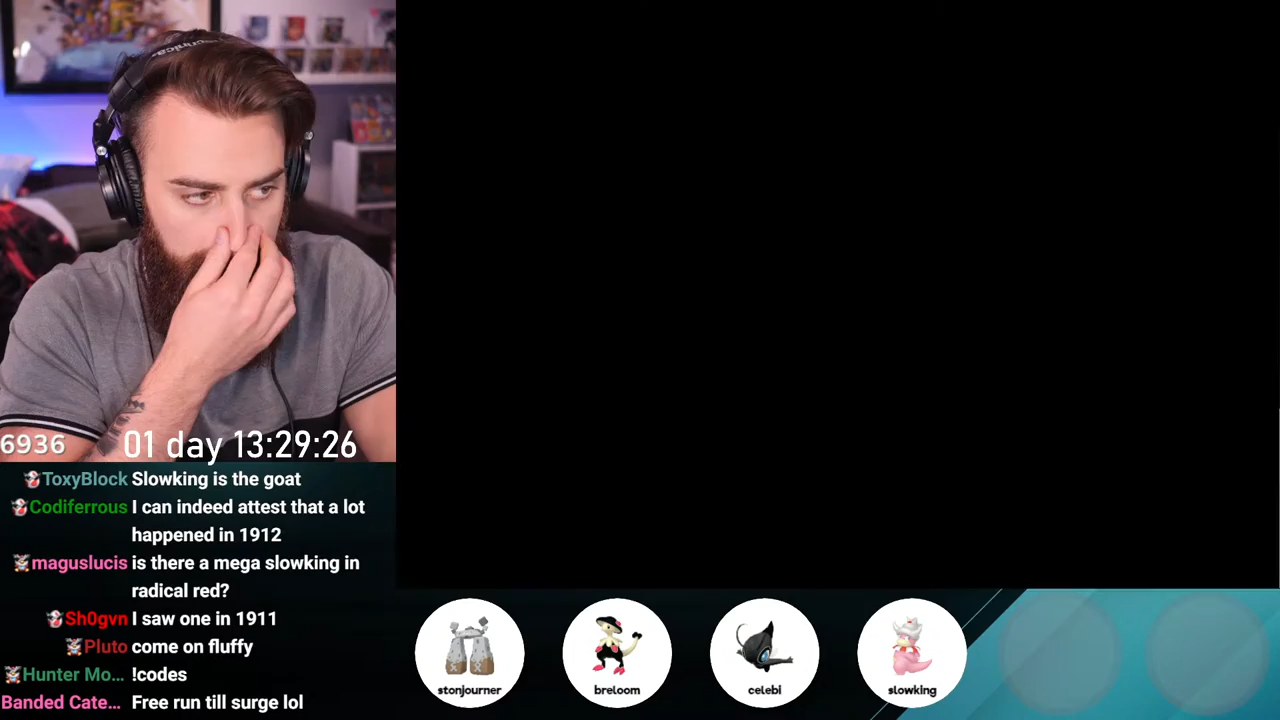 technica
6936
01 day 13:29:26
ToxyBlock Slowking is the goat
Codiferrous I can indeed attest that a lot
happened in 1912
maguslucis is there a mega slowking in
radical red?
Sh0gvn I saw one in 1911
Pluto come on fluffy
Hunter Mo... !codes
Banded Cate... Free run till surge lol
stonjourner
breloom
celebi
slowking